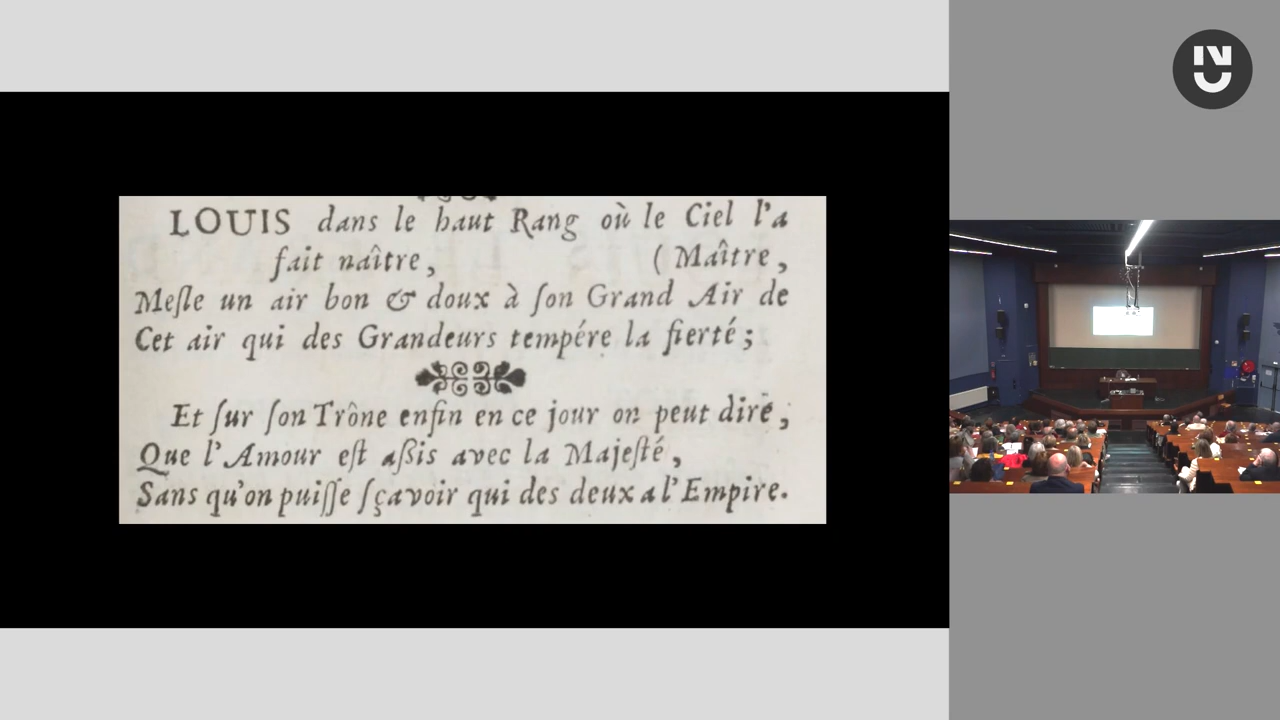 LOUIS dans le haut Rang où le Ciel l'a
fait naître, ( Maître,
Meſle un air bon & doux à ſon Grand Air de
Cet air qui des Grandeurs tempére la fierté ;
Et ſur ſon Trône enfin en ce jour on peut dire,
Que l'Amour eſt aſſis avec la Majeſté,
Sans qu'on puiſſe ſçavoir qui des deux a l'Empire.
IN
U